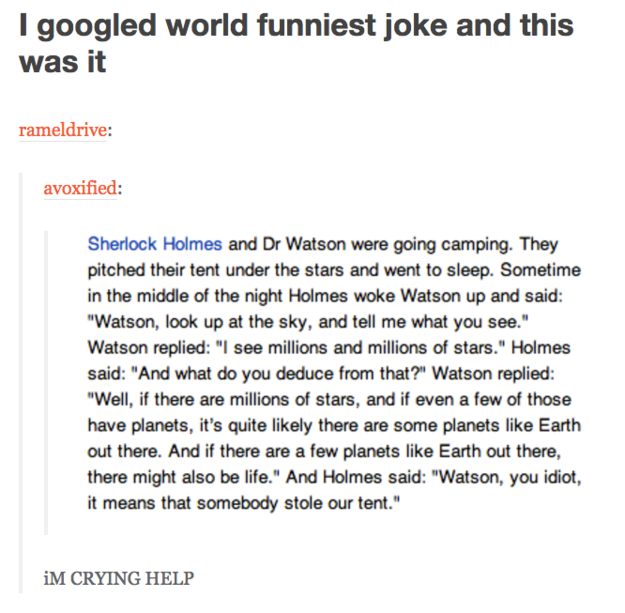 I googled world funniest joke and this
was it
rameldrive:
avoxified:
Sherlock Holmes and Dr Watson were going camping. They
pitched their tent under the stars and went to sleep. Sometime
in the middle of the night Holmes woke Watson up and said:
"Watson, look up at the sky, and tell me what you see."
Watson replied: "I see millions and millions of stars." Holmes
said: "And what do you deduce from that?" Watson replied:
"Well, if there are millions of stars, and if even a few of those
have planets, it's quite likely there are some planets like Earth
out there. And if there are a few planets like Earth out there,
there might also be life." And Holmes said: "Watson, you idiot,
it means that somebody stole our tent."
iM CRYING HELP